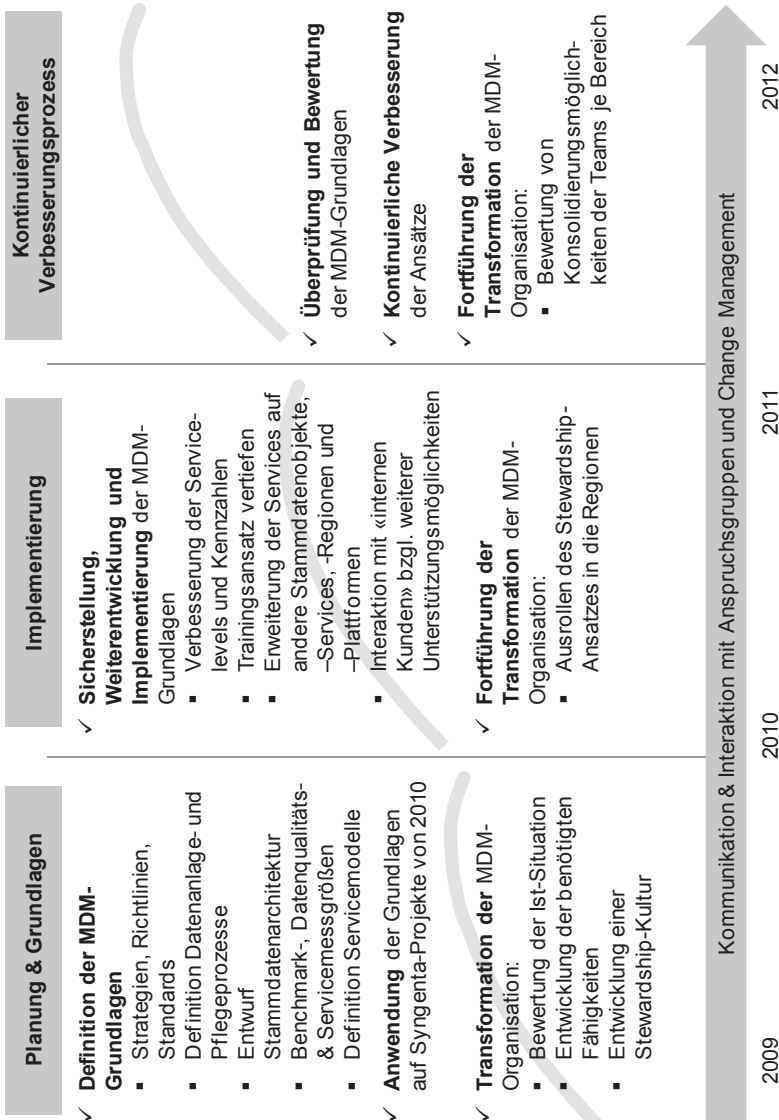 Planung & Grundlagen
✓ Definition der MDM-
Grundlagen
▪ Strategien, Richtlinien,
Standards
▪ Definition Datenanlage- und
Pflegeprozesse
▪ Entwurf
Stammdatenarchitektur
▪ Benchmark-, Datenqualitäts-
& Servicemessgrößen
▪ Definition Servicemodelle
✓ Anwendung der Grundlagen
auf Syngenta-Projekte von 2010
✓ Transformation der MDM-
Organisation:
▪ Bewertung der Ist-Situation
▪ Entwicklung der benötigten
Fähigkeiten
▪ Entwicklung einer
Stewardship-Kultur
Implementierung
✓ Sicherstellung,
Weiterentwicklung und
Implementierung der MDM-
Grundlagen
▪ Verbesserung der Service-
levels und Kennzahlen
▪ Trainingsansatz vertiefen
▪ Erweiterung der Services auf
andere Stammdatenobjekte,
–Services, -Regionen und
–Plattformen
▪ Interaktion mit «internen
Kunden» bzgl. weiterer
Unterstützungsmöglichkeiten
✓ Fortführung der
Transformation der MDM-
Organisation:
▪ Ausrollen des Stewardship-
Ansatzes in die Regionen
Kontinuierlicher
Verbesserungsprozess
✓ Überprüfung und Bewertung
der MDM-Grundlagen
✓ Kontinuierliche Verbesserung
der Ansätze
✓ Fortführung der
Transformation der MDM-
Organisation:
▪ Bewertung von
Konsolidierungsmöglich-
keiten der Teams je Bereich
Kommunikation & Interaktion mit Anspruchsgruppen und Change Management
2009 2010 2011 2012